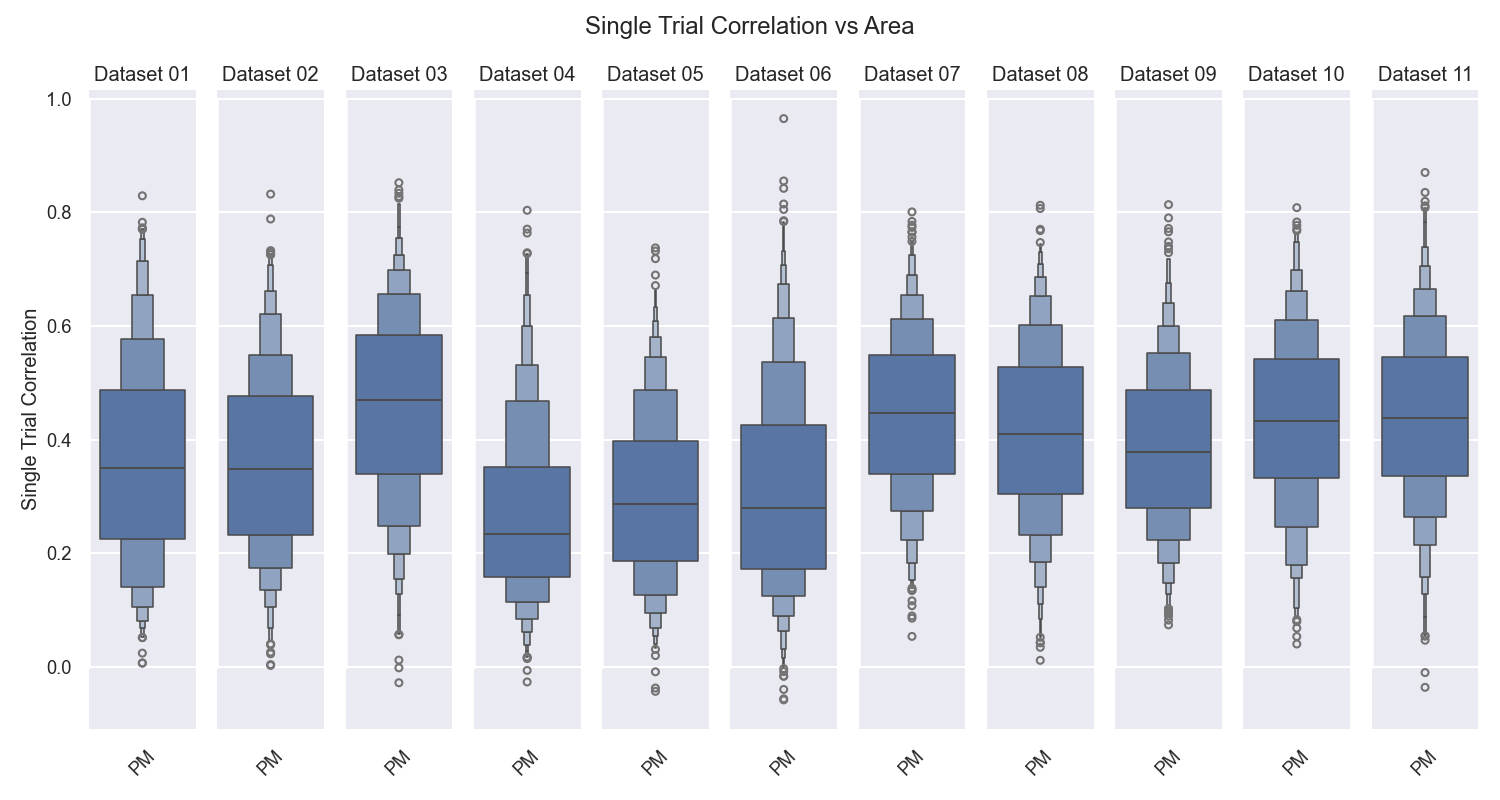 Single Trial Correlation vs Area
Dataset 01 Dataset 02 Dataset 03 Dataset 04 Dataset 05 Dataset 06 Dataset 07 Dataset 08 Dataset 09 Dataset 10 Dataset 11
1.0
0.8
0.6
0.4
0.2
0.0
Single Trial Correlation
PM PM PM PM PM PM PM PM PM PM PM